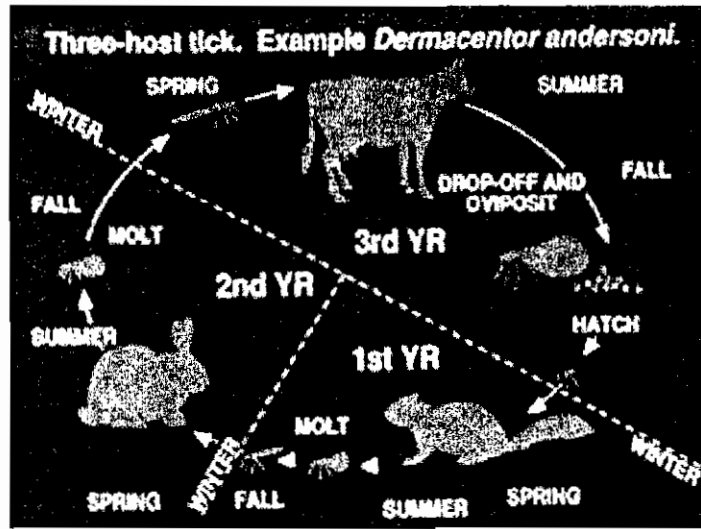 Three-host tick. Example Dermacentor andersoni.
SPRING
SUMMER
WINTER
FALL
DROP-OFF AND
OVIPOSIT
FALL
MOLT
3rd YR
2nd YR
SUMMER
HATCH
1st YR
MOLT
WINTER
WINTER
SPRING
FALL
SUMMER
SPRING